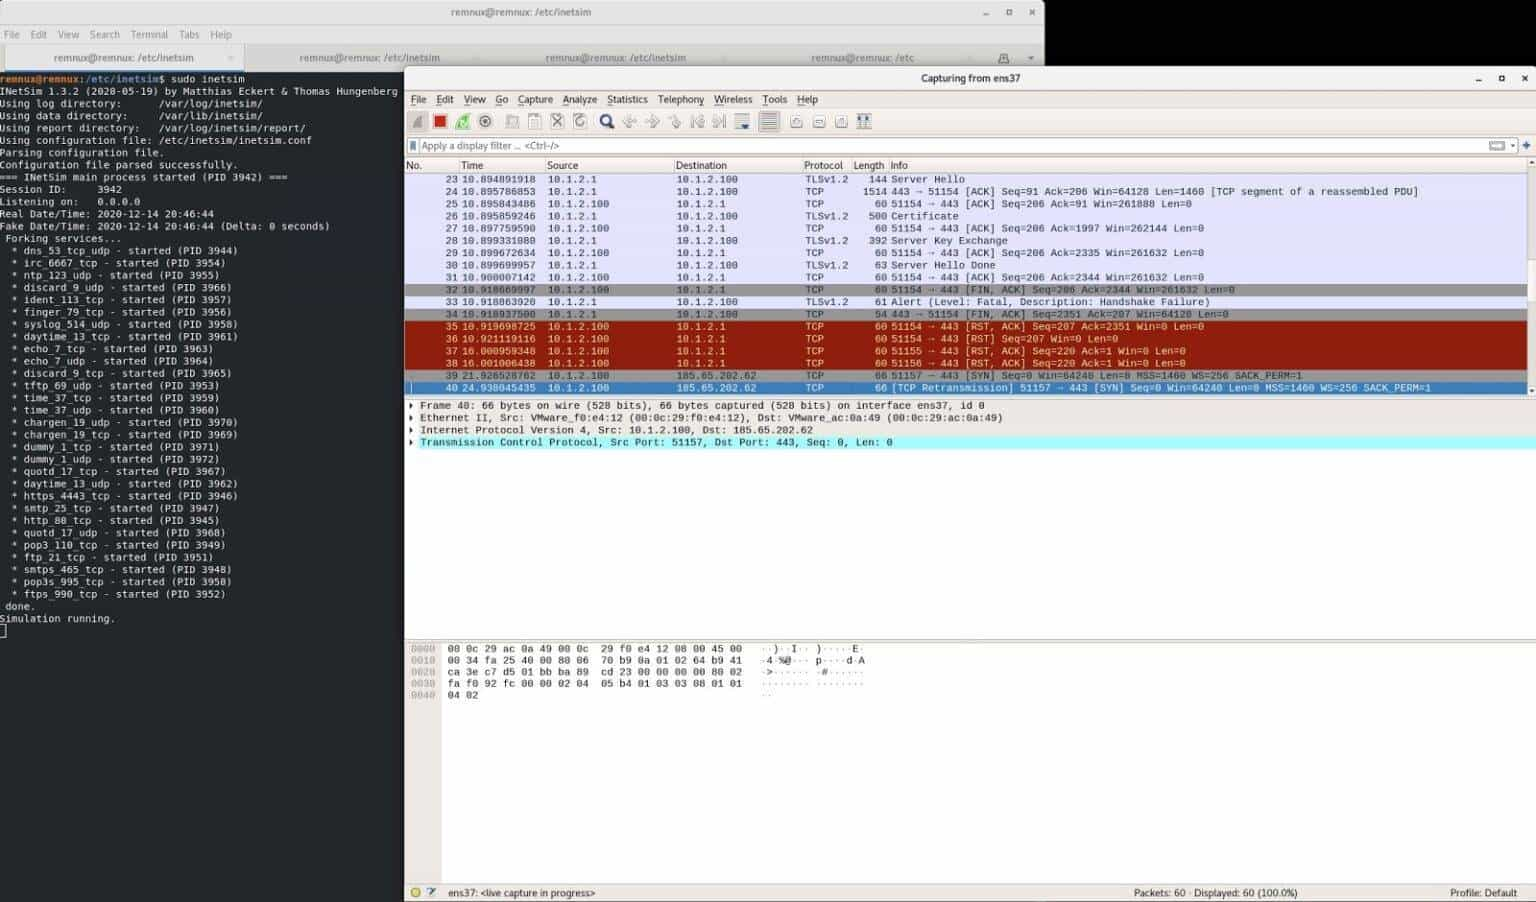 remnux@remnux: /etc/inetsim
File Edit View Search Terminal Tabs Help
remnux@remnux: /etc/inetsim remnux@remnux: /etc/inetsim remnux@remnux: /etc/inetsim remnux@remnux: /etc
remnux@remnux:/etc/inetsim$ sudo inetsim
INetSim 1.3.2 (2020-05-19) by Matthias Eckert & Thomas Hungenberg
Using log directory: /var/log/inetsim/
Using data directory: /var/lib/inetsim/
Using report directory: /var/log/inetsim/report/
Using configuration file: /etc/inetsim/inetsim.conf
Parsing configuration file.
Configuration file parsed successfully.
=== INetSim main process started (PID 3942) ===
Session ID: 3942
Listening on: 0.0.0.0
Real Date/Time: 2020-12-14 20:46:44
Fake Date/Time: 2020-12-14 20:46:44 (Delta: 0 seconds)
Forking services...
* dns_53_tcp_udp - started (PID 3944)
* irc_6667_tcp - started (PID 3954)
* ntp_123_udp - started (PID 3955)
* discard_9_udp - started (PID 3966)
* ident_113_tcp - started (PID 3957)
* finger_79_tcp - started (PID 3956)
* syslog_514_udp - started (PID 3958)
* daytime_13_tcp - started (PID 3961)
* echo_7_tcp - started (PID 3963)
* echo_7_udp - started (PID 3964)
* discard_9_tcp - started (PID 3965)
* tftp_69_udp - started (PID 3953)
* time_37_tcp - started (PID 3959)
* time_37_udp - started (PID 3960)
* chargen_19_udp - started (PID 3970)
* chargen_19_tcp - started (PID 3969)
* dummy_1_tcp - started (PID 3971)
* dummy_1_udp - started (PID 3972)
* quotd_17_tcp - started (PID 3967)
* daytime_13_udp - started (PID 3962)
* https_4443_tcp - started (PID 3946)
* smtp_25_tcp - started (PID 3947)
* http_80_tcp - started (PID 3945)
* quotd_17_udp - started (PID 3968)
* pop3_110_tcp - started (PID 3949)
* ftp_21_tcp - started (PID 3951)
* smtps_465_tcp - started (PID 3948)
* pop3s_995_tcp - started (PID 3950)
* ftps_990_tcp - started (PID 3952)
done.
Simulation running.
Capturing from ens37
File Edit View Go Capture Analyze Statistics Telephony Wireless Tools Help
Apply a display filter ... <Ctrl-/>
No. Time Source Destination Protocol Length Info
23 10.894891918 10.1.2.1 10.1.2.100 TLSv1.2 144 Server Hello
24 10.895786853 10.1.2.1 10.1.2.100 TCP 1514 443 → 51154 [ACK] Seq=91 Ack=206 Win=64128 Len=1460 [TCP segment of a reassembled PDU]
25 10.895843486 10.1.2.100 10.1.2.1 TCP 60 51154 → 443 [ACK] Seq=206 Ack=91 Win=261888 Len=0
26 10.895859246 10.1.2.1 10.1.2.100 TLSv1.2 500 Certificate
27 10.897759590 10.1.2.100 10.1.2.1 TCP 60 51154 → 443 [ACK] Seq=206 Ack=1997 Win=262144 Len=0
28 10.899331080 10.1.2.1 10.1.2.100 TLSv1.2 392 Server Key Exchange
29 10.899672634 10.1.2.100 10.1.2.1 TCP 60 51154 → 443 [ACK] Seq=206 Ack=2335 Win=261632 Len=0
30 10.899699957 10.1.2.1 10.1.2.100 TLSv1.2 63 Server Hello Done
31 10.900007142 10.1.2.100 10.1.2.1 TCP 60 51154 → 443 [ACK] Seq=206 Ack=2344 Win=261632 Len=0
32 10.918669997 10.1.2.100 10.1.2.1 TCP 60 51154 → 443 [FIN, ACK] Seq=206 Ack=2344 Win=261632 Len=0
33 10.918863920 10.1.2.1 10.1.2.100 TLSv1.2 61 Alert (Level: Fatal, Description: Handshake Failure)
34 10.918937500 10.1.2.1 10.1.2.100 TCP 54 443 → 51154 [FIN, ACK] Seq=2351 Ack=207 Win=64128 Len=0
35 10.919698725 10.1.2.100 10.1.2.1 TCP 60 51154 → 443 [RST, ACK] Seq=207 Ack=2351 Win=0 Len=0
36 10.921119116 10.1.2.100 10.1.2.1 TCP 60 51154 → 443 [RST] Seq=207 Win=0 Len=0
37 16.000959348 10.1.2.100 10.1.2.1 TCP 60 51155 → 443 [RST, ACK] Seq=220 Ack=1 Win=0 Len=0
38 16.001006438 10.1.2.100 10.1.2.1 TCP 60 51156 → 443 [RST, ACK] Seq=220 Ack=1 Win=0 Len=0
39 21.926528762 10.1.2.100 185.65.202.62 TCP 66 51157 → 443 [SYN] Seq=0 Win=64240 Len=0 MSS=1460 WS=256 SACK_PERM=1
40 24.938045435 10.1.2.100 185.65.202.62 TCP 66 [TCP Retransmission] 51157 → 443 [SYN] Seq=0 Win=64240 Len=0 MSS=1460 WS=256 SACK_PERM=1
Frame 40: 66 bytes on wire (528 bits), 66 bytes captured (528 bits) on interface ens37, id 0
Ethernet II, Src: VMware_f0:e4:12 (00:0c:29:f0:e4:12), Dst: VMware_ac:0a:49 (00:0c:29:ac:0a:49)
Internet Protocol Version 4, Src: 10.1.2.100, Dst: 185.65.202.62
Transmission Control Protocol, Src Port: 51157, Dst Port: 443, Seq: 0, Len: 0
0000 00 0c 29 ac 0a 49 00 0c 29 f0 e4 12 08 00 45 00 ··)··I·· )·····E·
0010 00 34 fa 25 40 00 80 06 70 b9 0a 01 02 64 b9 41 ·4·%@··· p····d·A
0020 ca 3e c7 d5 01 bb ba 89 cd 23 00 00 00 00 80 02 ·>······ ·#······
0030 fa f0 92 fc 00 00 02 04 05 b4 01 03 03 08 01 01 ········ ········
0040 04 02 ··
ens37: <live capture in progress> Packets: 60 · Displayed: 60 (100.0%) Profile: Default